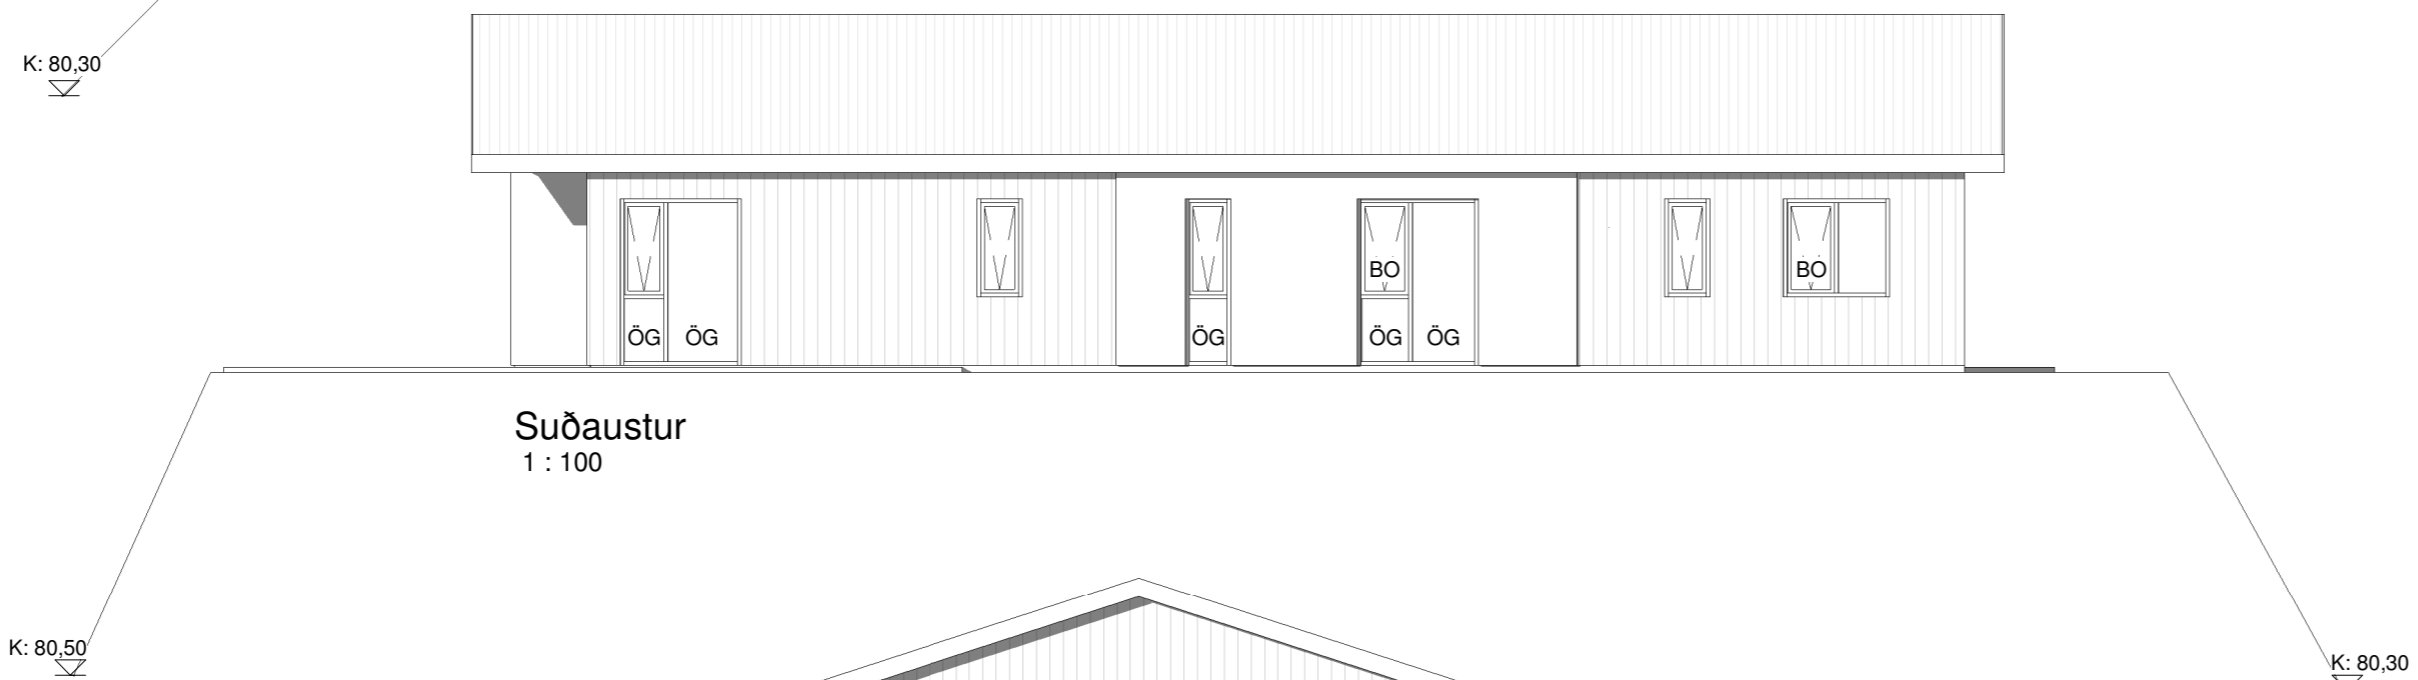 K: 80,30
BO
BO
ÖG ÖG ÖG ÖG ÖG
Suðaustur
1 : 100
K: 80,50
K: 80,30